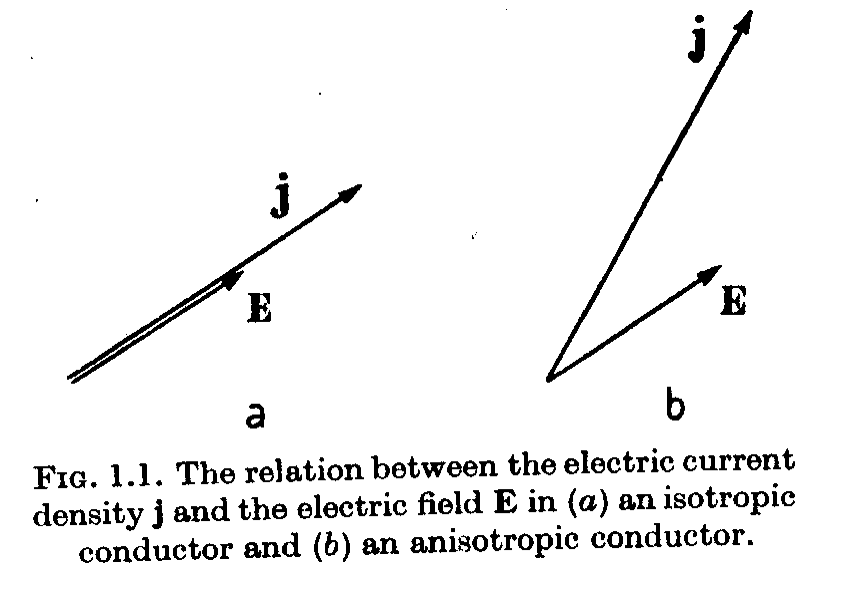 j
j
E
E
a
b
FIG. 1.1. The relation between the electric current
density j and the electric field E in (a) an isotropic
conductor and (b) an anisotropic conductor.